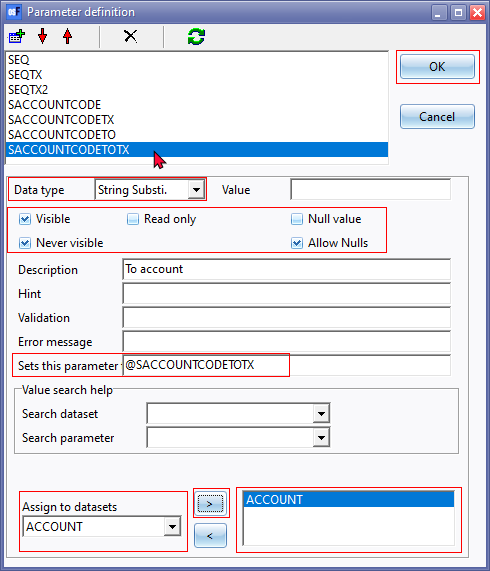 Parameter definition
SEQ
SEQTX
SEQTX2
SACCOUNTCODE
SACCOUNTCODETX
SACCOUNTCODETO
SACCOUNTCODETOTX
OK
Cancel
Data type String Substi. Value
Visible Read only Null value
Never visible Allow Nulls
Description To account
Hint
Validation
Error message
Sets this parameter @SACCOUNTCODETOTX
Value search help
Search dataset
Search parameter
Assign to datasets
ACCOUNT
>
<
ACCOUNT